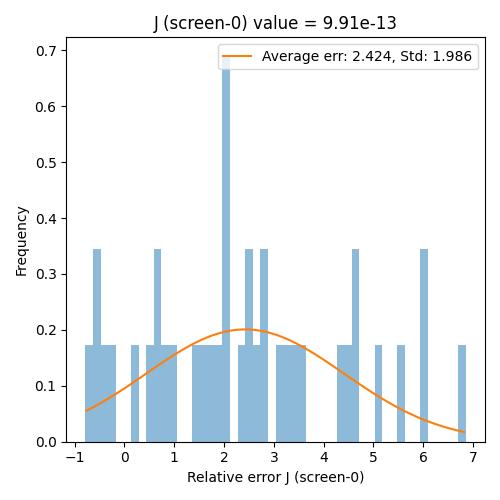 J (screen-0) value = 9.91e-13
Average err: 2.424, Std: 1.986
0.7
0.6
0.5
0.4
0.3
0.2
0.1
0.0
Frequency
−1 0 1 2 3 4 5 6 7
Relative error J (screen-0)